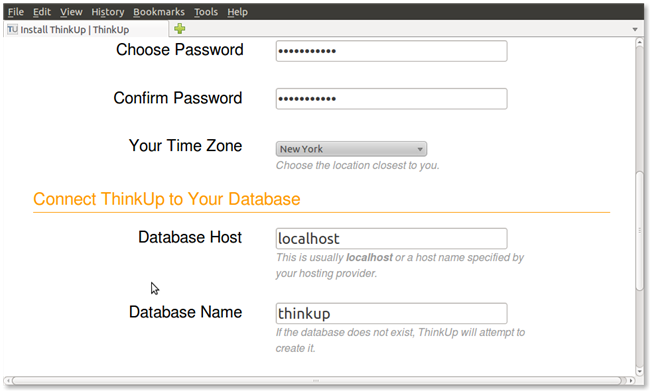 File Edit View History Bookmarks Tools Help
TU Install ThinkUp | ThinkUp
Choose Password •••••••••••
Confirm Password •••••••••••
Your Time Zone New York
Choose the location closest to you.
Connect ThinkUp to Your Database
Database Host localhost
This is usually localhost or a host name specified by
your hosting provider.
Database Name thinkup
If the database does not exist, ThinkUp will attempt to
create it.